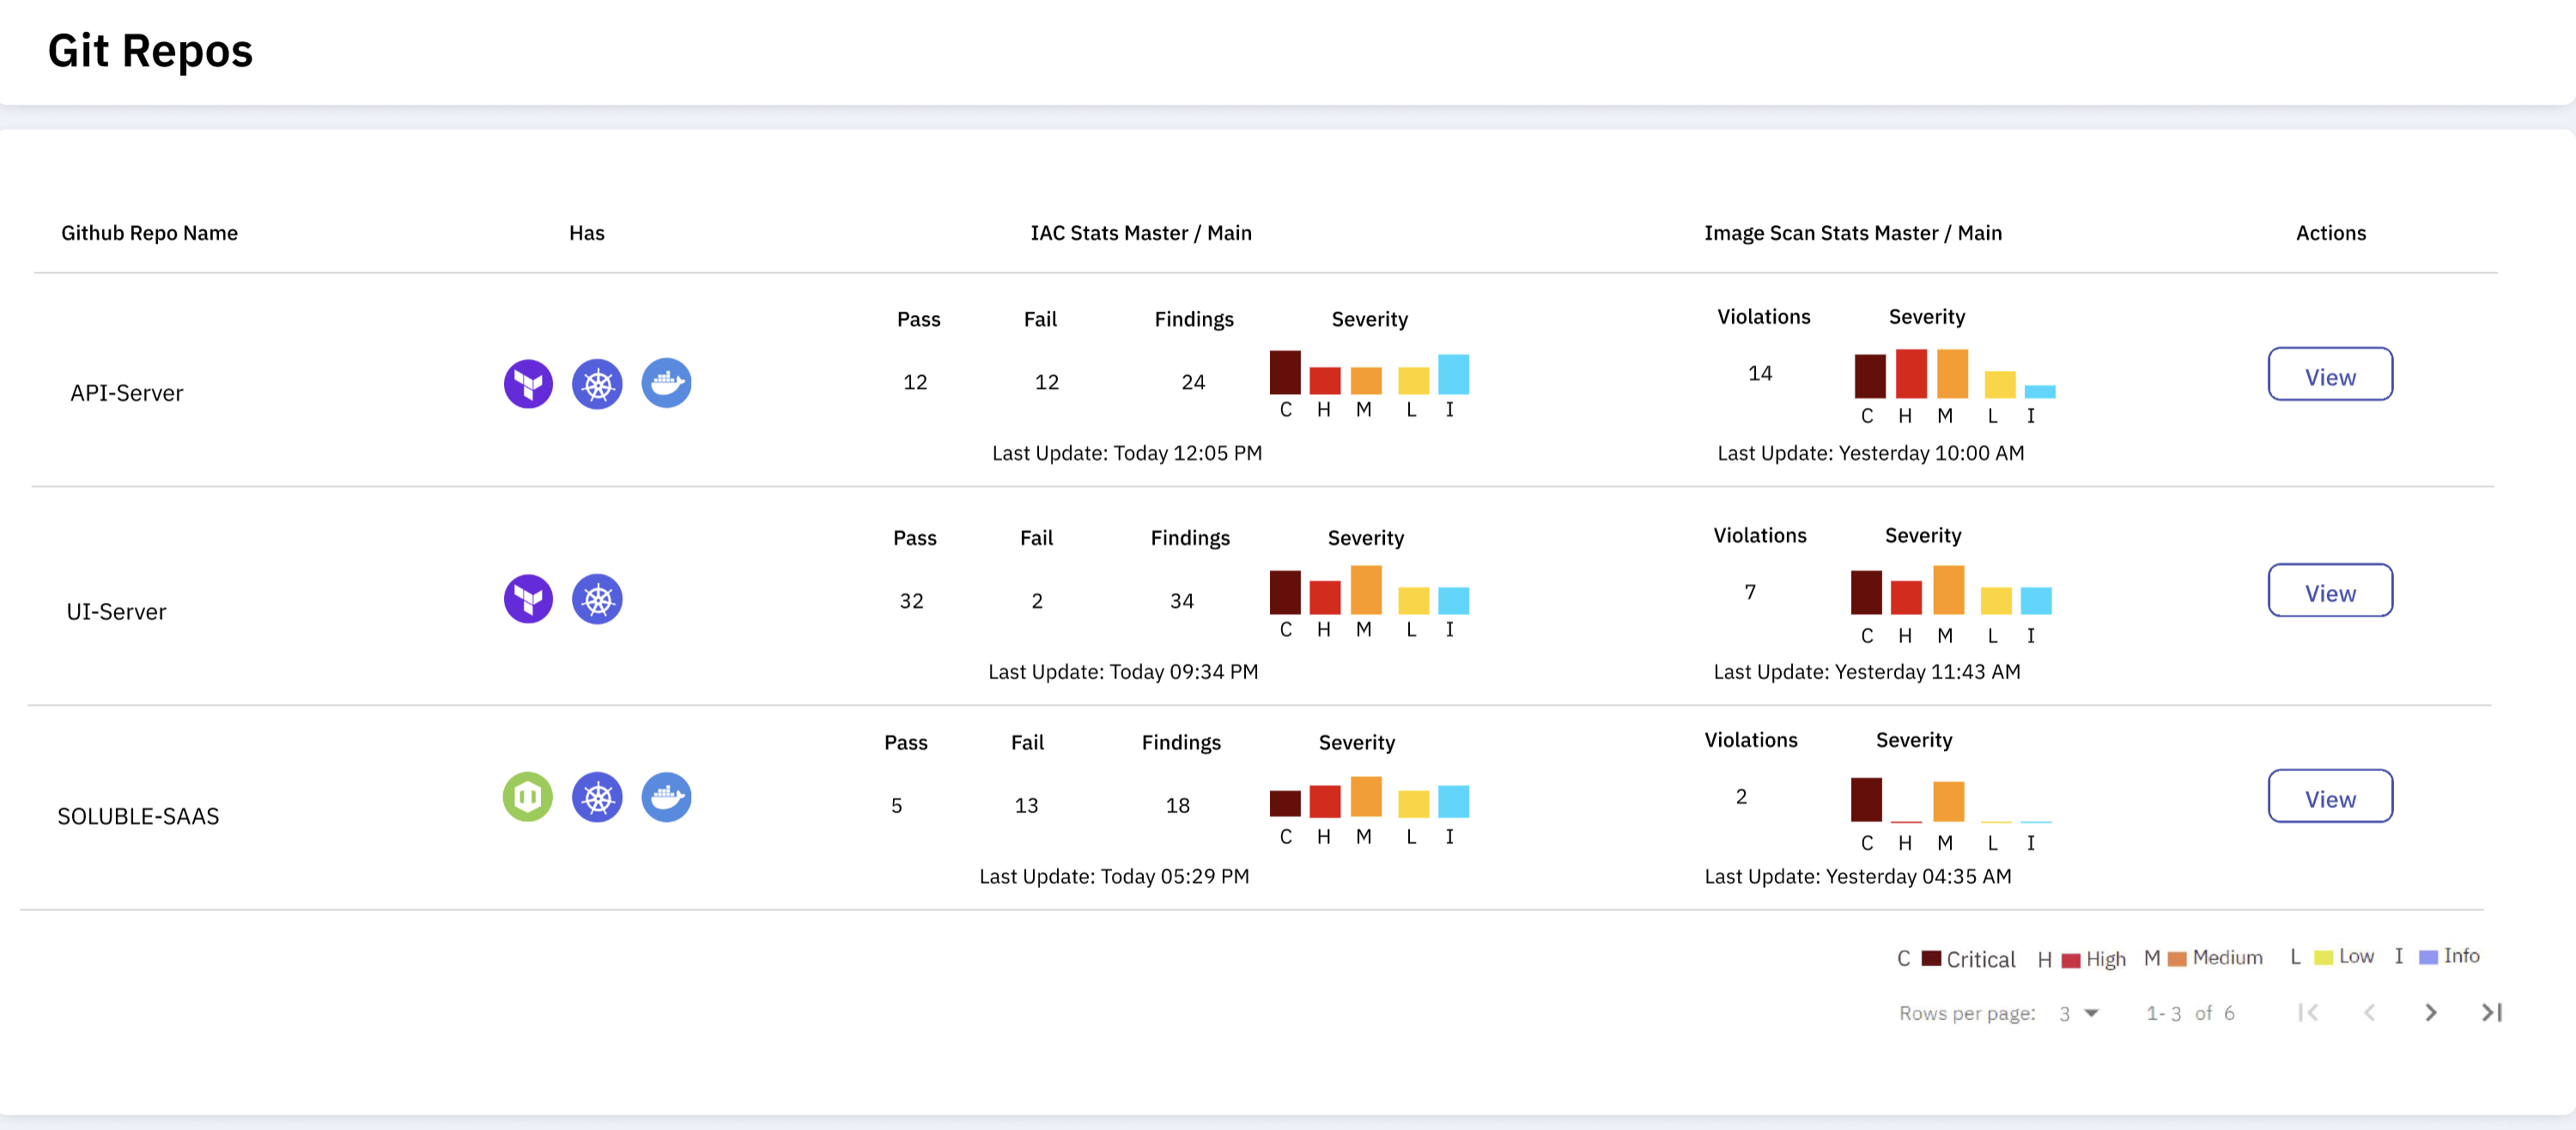 Git Repos
Github Repo Name Has IAC Stats Master / Main Image Scan Stats Master / Main Actions
Pass Fail Findings Severity Violations Severity
API-Server 12 12 24 14 View
C H M L I C H M L I
Last Update: Today 12:05 PM Last Update: Yesterday 10:00 AM
Pass Fail Findings Severity Violations Severity
UI-Server 32 2 34 7 View
C H M L I C H M L I
Last Update: Today 09:34 PM Last Update: Yesterday 11:43 AM
Pass Fail Findings Severity Violations Severity
SOLUBLE-SAAS 5 13 18 2 View
C H M L I C H M L I
Last Update: Today 05:29 PM Last Update: Yesterday 04:35 AM
C Critical H High M Medium L Low I Info
Rows per page: 3 1- 3 of 6